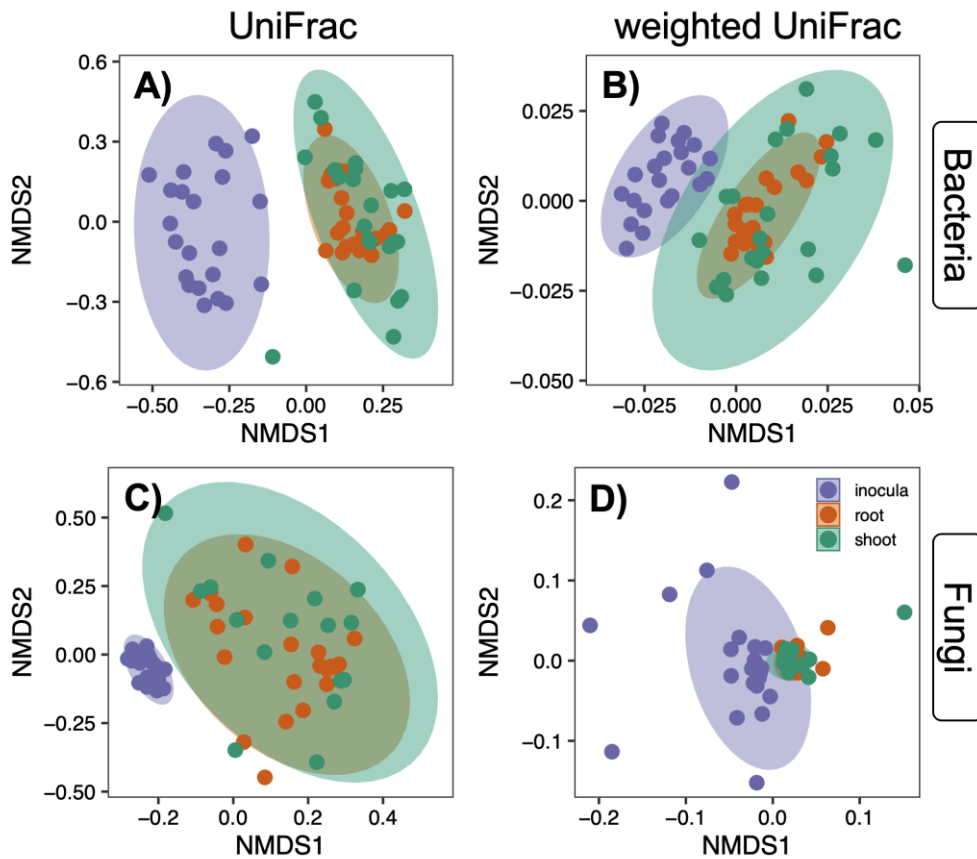 UniFrac
weighted UniFrac
A)
0.6
0.3
0.0
−0.3
−0.6
NMDS2
−0.50
−0.25
0.00
0.25
NMDS1
B)
0.025
0.000
−0.025
−0.050
NMDS2
−0.025
0.000
0.025
0.05
NMDS1
Bacteria
C)
0.50
0.25
0.00
−0.25
−0.50
NMDS2
−0.2
0.0
0.2
0.4
NMDS1
D)
inocula
root
shoot
0.2
0.1
0.0
−0.1
NMDS2
−0.2
−0.1
0.0
0.1
NMDS1
Fungi